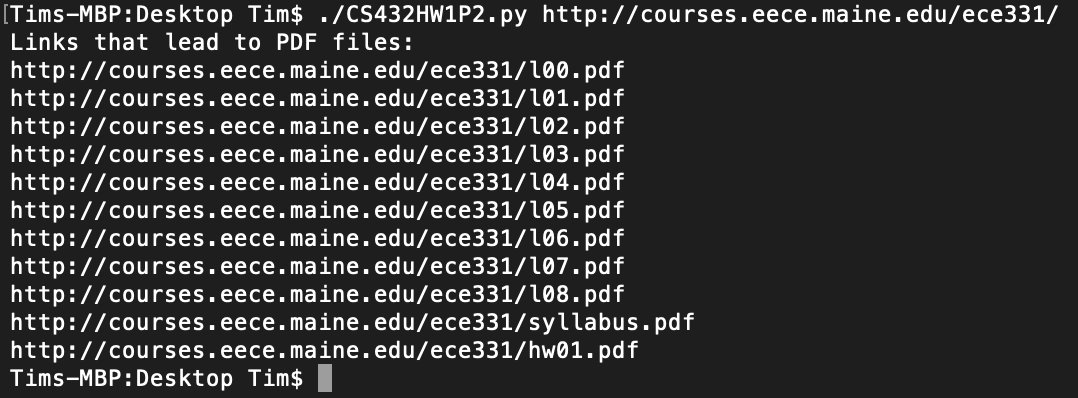 [Tims-MBP:Desktop Tim$ ./CS432HW1P2.py http://courses.eece.maine.edu/ece331/
Links that lead to PDF files:
http://courses.eece.maine.edu/ece331/l00.pdf
http://courses.eece.maine.edu/ece331/l01.pdf
http://courses.eece.maine.edu/ece331/l02.pdf
http://courses.eece.maine.edu/ece331/l03.pdf
http://courses.eece.maine.edu/ece331/l04.pdf
http://courses.eece.maine.edu/ece331/l05.pdf
http://courses.eece.maine.edu/ece331/l06.pdf
http://courses.eece.maine.edu/ece331/l07.pdf
http://courses.eece.maine.edu/ece331/l08.pdf
http://courses.eece.maine.edu/ece331/syllabus.pdf
http://courses.eece.maine.edu/ece331/hw01.pdf
Tims-MBP:Desktop Tim$